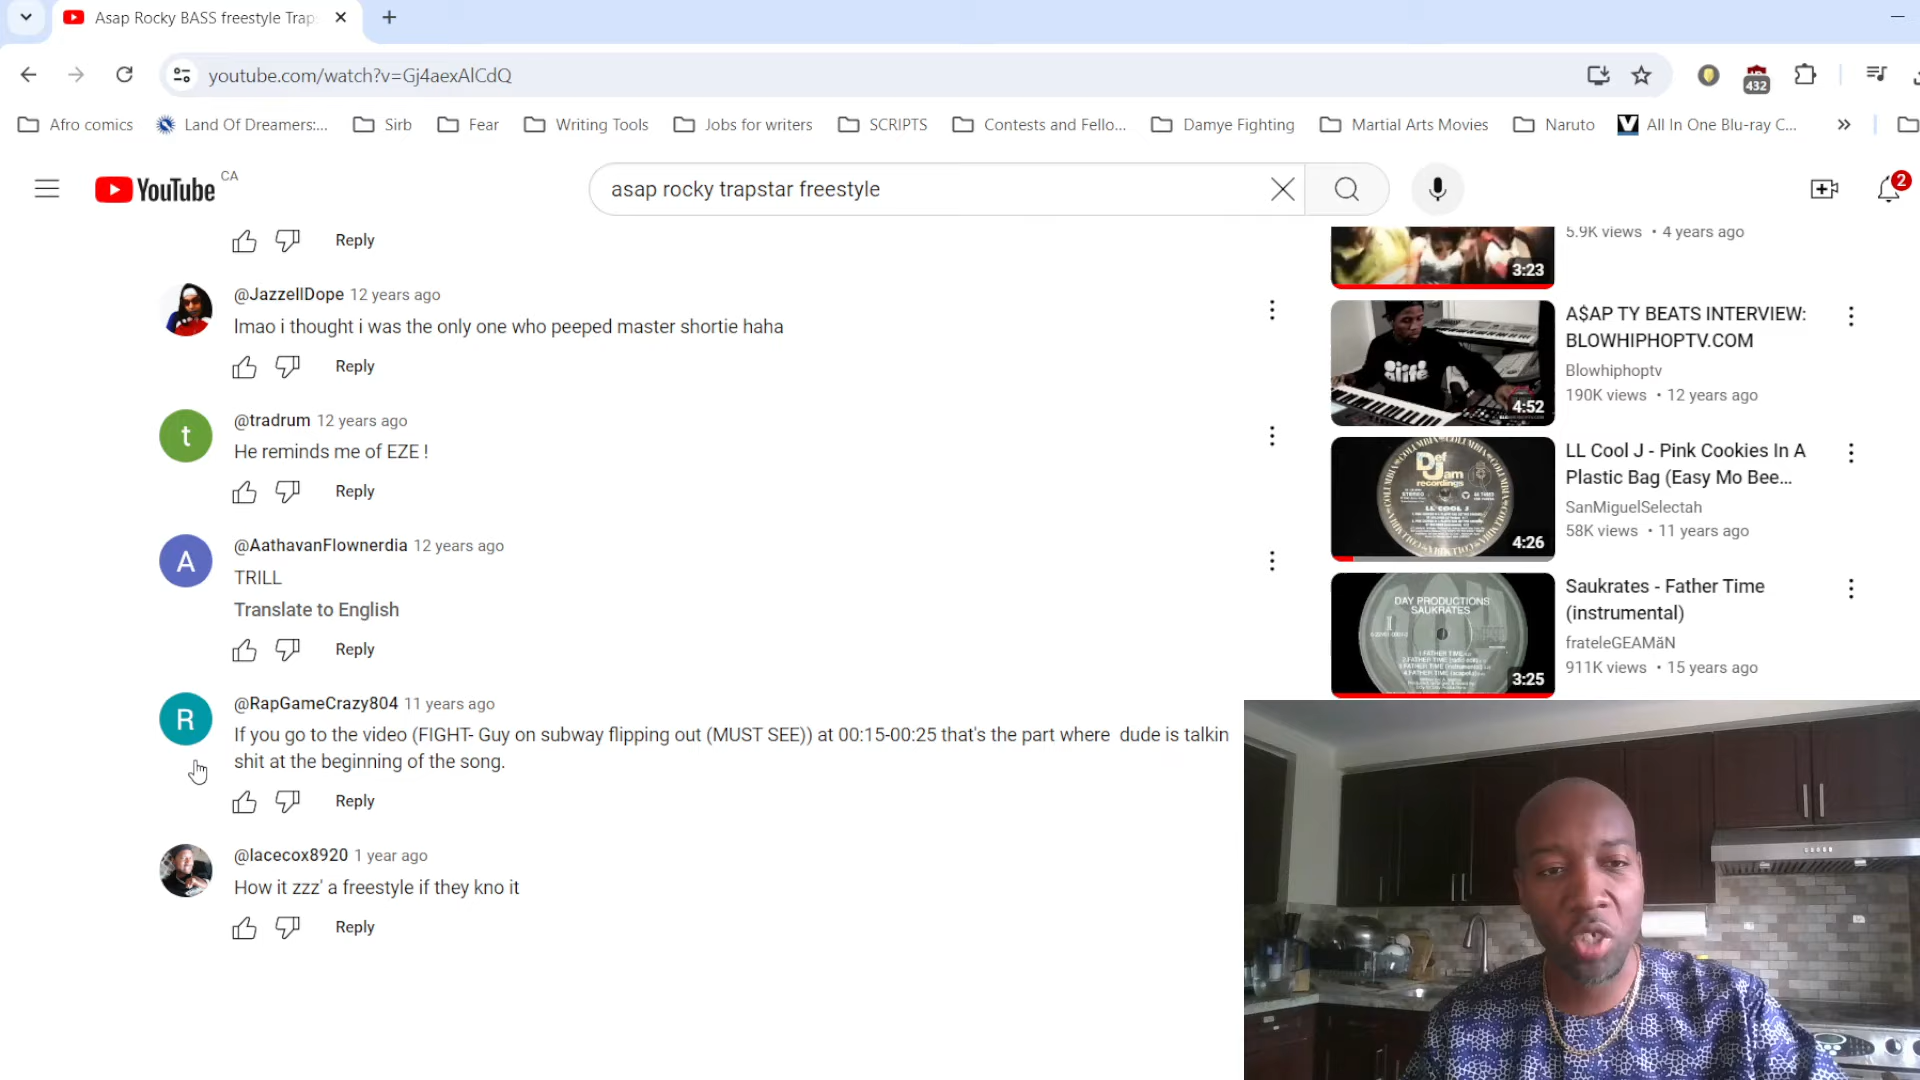 Asap Rocky BASS freestyle Trap
youtube.com/watch?v=Gj4aexAlCdQ
432
Afro comics
Land Of Dreamers:...
Sirb
Fear
Writing Tools
Jobs for writers
SCRIPTS
Contests and Fello...
Damye Fighting
Martial Arts Movies
Naruto
V
All In One Blu-ray C...
YouTube CA
asap rocky trapstar freestyle
2
Reply
@JazzellDope 12 years ago
lmao i thought i was the only one who peeped master shortie haha
Reply
t
@tradrum 12 years ago
He reminds me of EZE !
Reply
A
@AathavanFlownerdia 12 years ago
TRILL
Translate to English
Reply
R
@RapGameCrazy804 11 years ago
If you go to the video (FIGHT- Guy on subway flipping out (MUST SEE)) at 00:15-00:25 that's the part where dude is talkin
shit at the beginning of the song.
Reply
@lacecox8920 1 year ago
How it zzz' a freestyle if they kno it
Reply
3:23
5.9K views • 4 years ago
alife
4:52
A$AP TY BEATS INTERVIEW:
BLOWHIPHOPTV.COM
Blowhiphoptv
190K views • 12 years ago
Def
Jam
recordings
LL COOL J
4:26
LL Cool J - Pink Cookies In A
Plastic Bag (Easy Mo Bee...
SanMiguelSelectah
58K views • 11 years ago
DAY PRODUCTIONS
SAUKRATES
3:25
Saukrates - Father Time
(instrumental)
frateleGEAMăN
911K views • 15 years ago